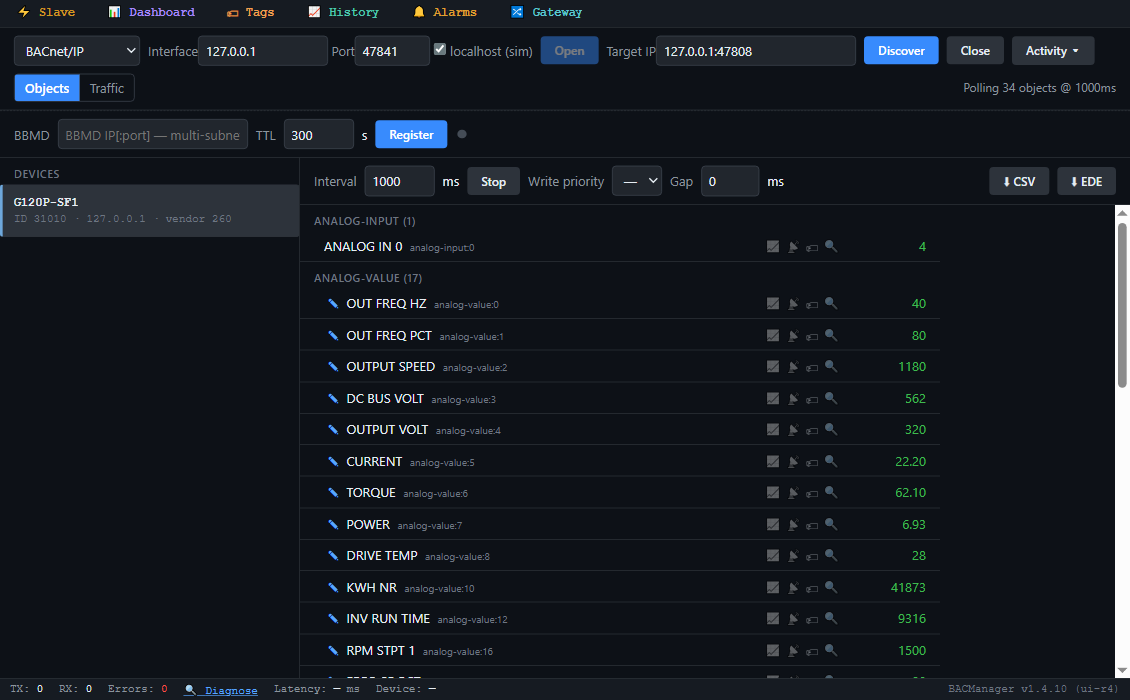 Slave Dashboard Tags History Alarms Gateway
BACnet/IP Interface 127.0.0.1 Port 47841 localhost (sim) Open Target IP 127.0.0.1:47808 Discover Close Activity
Objects Traffic Polling 34 objects @ 1000ms
BBMD BBMD IP[:port] — multi-subne TTL 300 s Register
DEVICES
G120P-SF1
ID 31010 · 127.0.0.1 · vendor 260
Interval 1000 ms Stop Write priority — Gap 0 ms CSV EDE
ANALOG-INPUT (1)
ANALOG IN 0 analog-input:0 4
ANALOG-VALUE (17)
OUT FREQ HZ analog-value:0 40
OUT FREQ PCT analog-value:1 80
OUTPUT SPEED analog-value:2 1180
DC BUS VOLT analog-value:3 562
OUTPUT VOLT analog-value:4 320
CURRENT analog-value:5 22.20
TORQUE analog-value:6 62.10
POWER analog-value:7 6.93
DRIVE TEMP analog-value:8 28
KWH NR analog-value:10 41873
INV RUN TIME analog-value:12 9316
RPM STPT 1 analog-value:16 1500
TX: 0 RX: 0 Errors: 0 Diagnose Latency: — ms Device: — BACManager v1.4.10 (ui-r4)